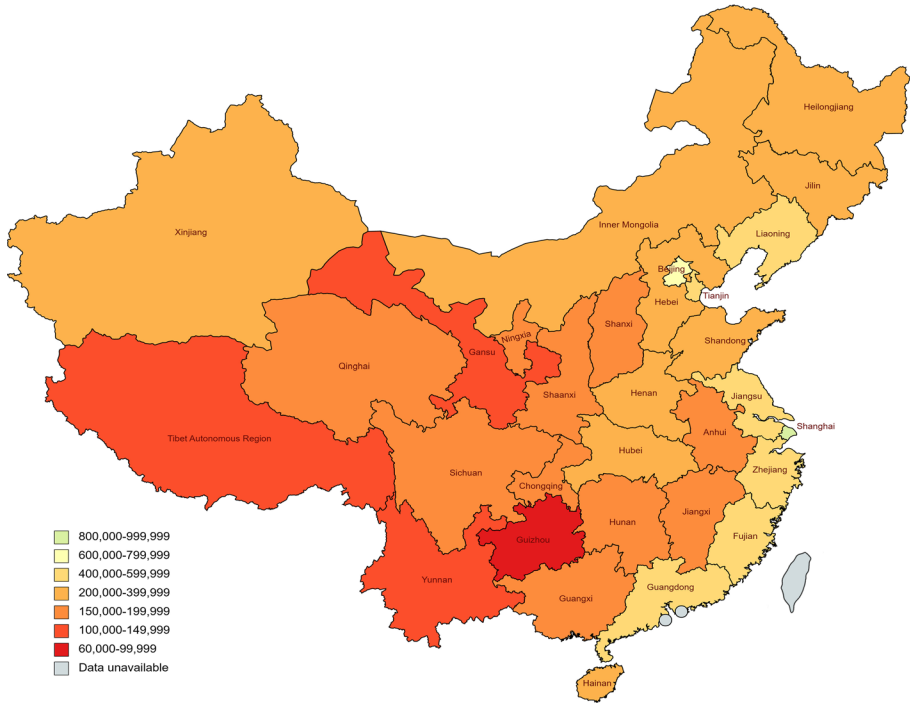 Heilongjiang
Jilin
Xinjiang
Inner Mongolia
Liaoning
Beijing
Tianjin
Hebei
Shanxi
Ningxia
Shandong
Gansu
Qinghai
Shaanxi
Henan
Jiangsu
Shanghai
Anhui
Tibet Autonomous Region
Hubei
Sichuan
Zhejiang
Chongqing
Jiangxi
Hunan
Guizhou
Fujian
Yunnan
Guangdong
Guangxi
Hainan
800,000-999,999
600,000-799,999
400,000-599,999
200,000-399,999
150,000-199,999
100,000-149,999
60,000-99,999
Data unavailable